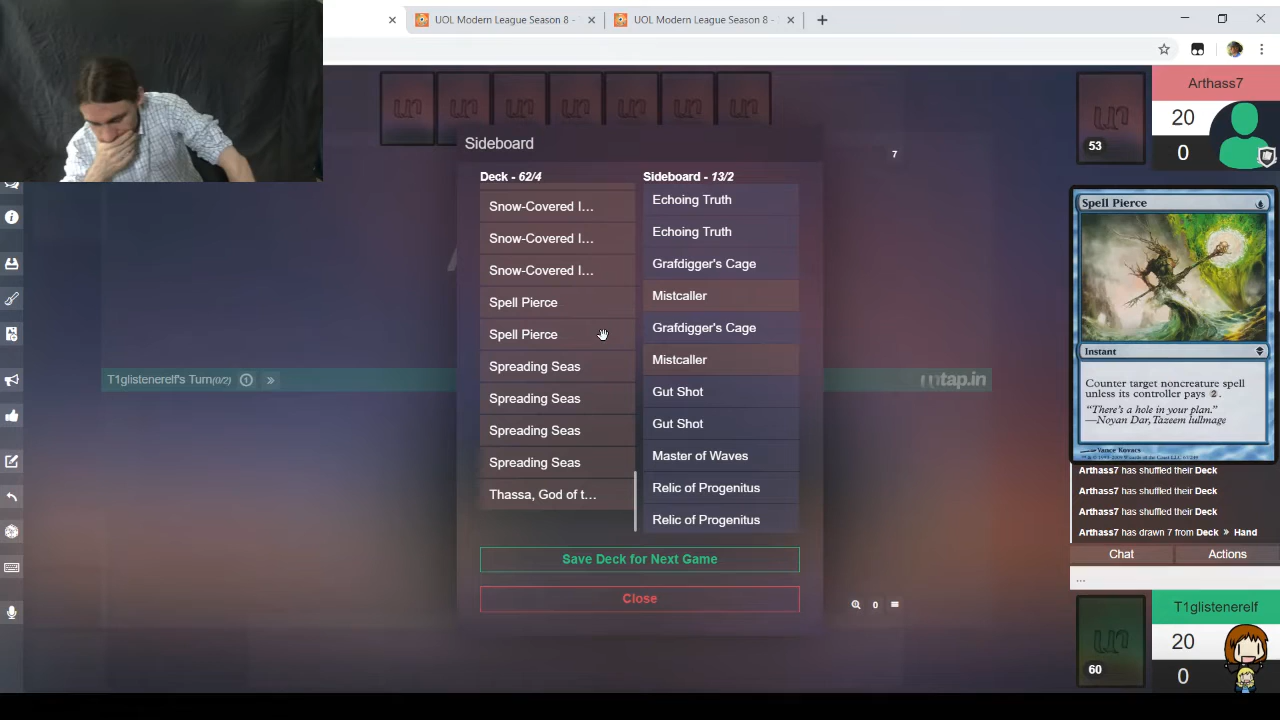 UOL Modern League Season 8 -
UOL Modern League Season 8 -
Arthass7
20
0
53
7
Sideboard
Deck - 62/4
Sideboard - 13/2
Snow-Covered I...
Snow-Covered I...
Snow-Covered I...
Spell Pierce
Spell Pierce
Spreading Seas
Spreading Seas
Spreading Seas
Spreading Seas
Thassa, God of t...
Echoing Truth
Echoing Truth
Grafdigger's Cage
Mistcaller
Grafdigger's Cage
Mistcaller
Gut Shot
Gut Shot
Master of Waves
Relic of Progenitus
Relic of Progenitus
Save Deck for Next Game
Close
T1glistenerelf's Turn(0/2)
1
untap.in
Spell Pierce
Instant
Counter target noncreature spell
unless its controller pays 2.
"There's a hole in your plan."
—Noyan Dar, Tazeem lullmage
Arthass7 has shuffled their Deck
Arthass7 has shuffled their Deck
Arthass7 has shuffled their Deck
Arthass7 has drawn 7 from Deck » Hand
Chat
Actions
...
0
T1glistenerelf
20
0
60